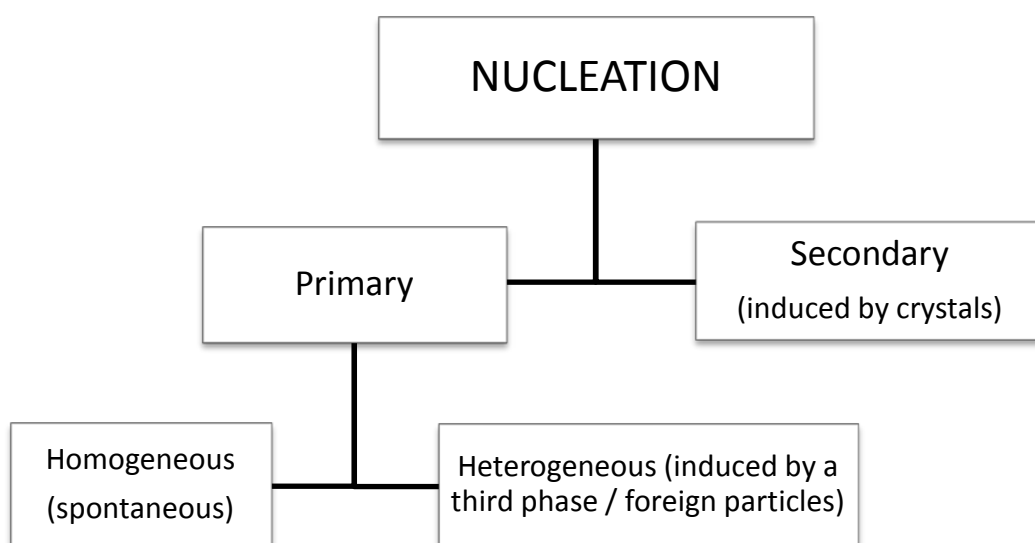 NUCLEATION
Primary
Secondary
(induced by crystals)
Homogeneous
(spontaneous)
Heterogeneous (induced by a
third phase / foreign particles)